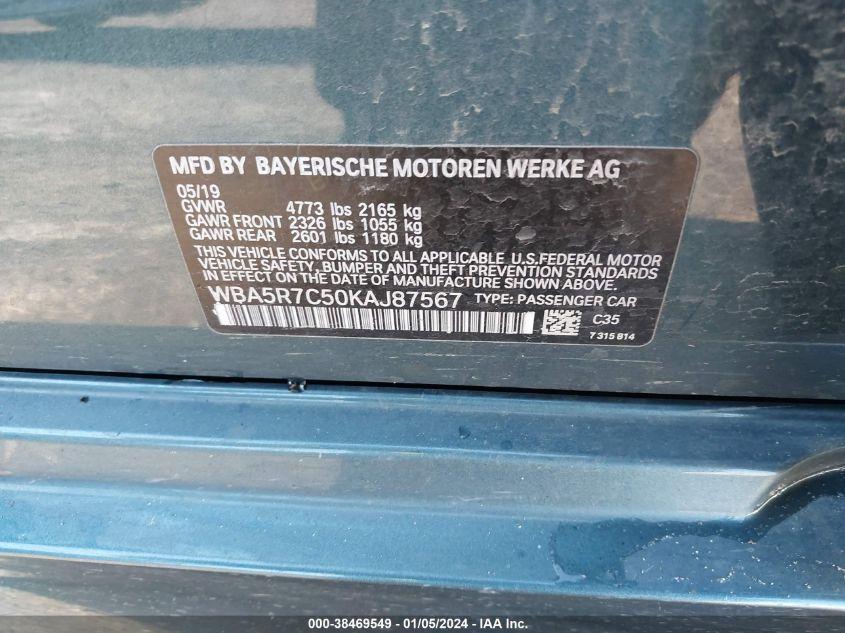 MFD BY BAYERISCHE MOTOREN WERKE AG
05/19
GVWR 4773 lbs 2165 kg
GAWR FRONT 2326 lbs 1055 kg
GAWR REAR 2601 lbs 1180 kg
THIS VEHICLE CONFORMS TO ALL APPLICABLE U.S.FEDERAL MOTOR
VEHICLE SAFETY, BUMPER AND THEFT PREVENTION STANDARDS
IN EFFECT ON THE DATE OF MANUFACTURE SHOWN ABOVE.
WBA5R7C50KAJ87567 TYPE: PASSENGER CAR
C35
7 315 814
000-38469549 - 01/05/2024 - IAA Inc.